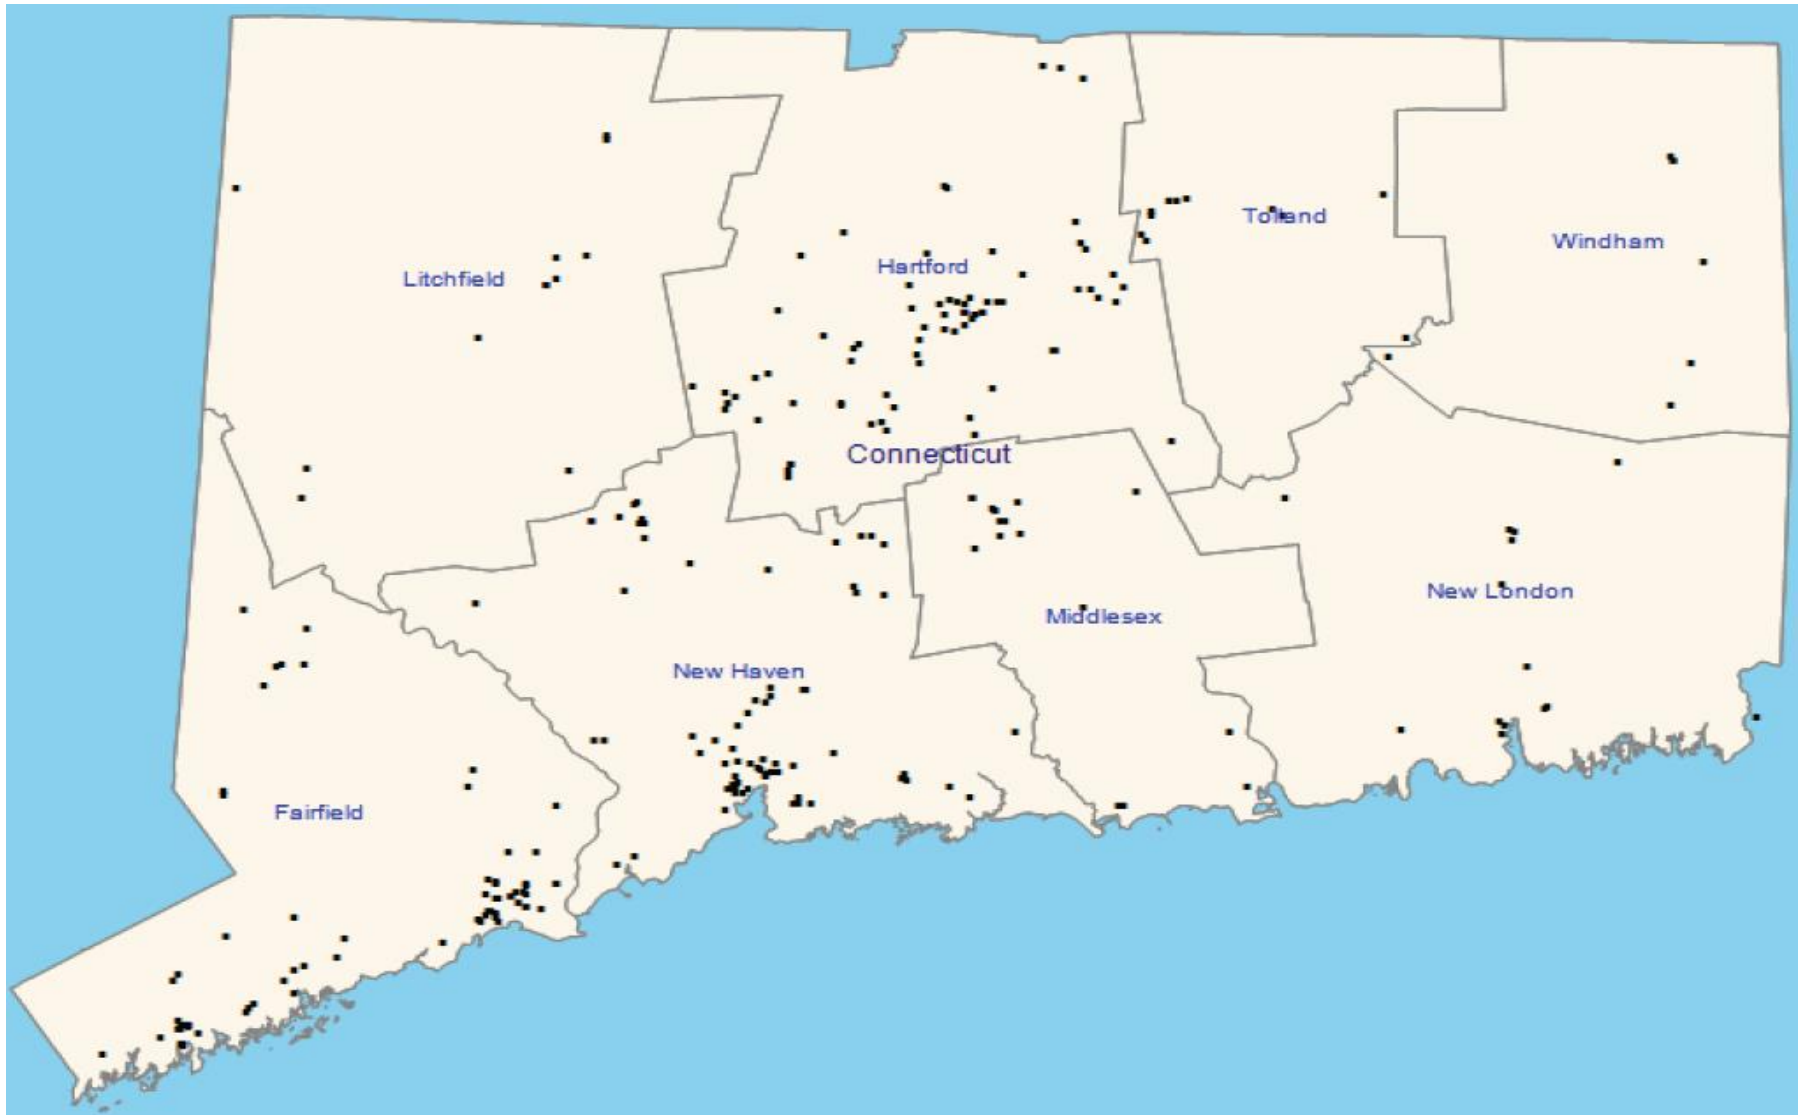 Tolland
Windham
Hartford
Litchfield
Connecticut
New London
Middlesex
New Haven
Fairfield